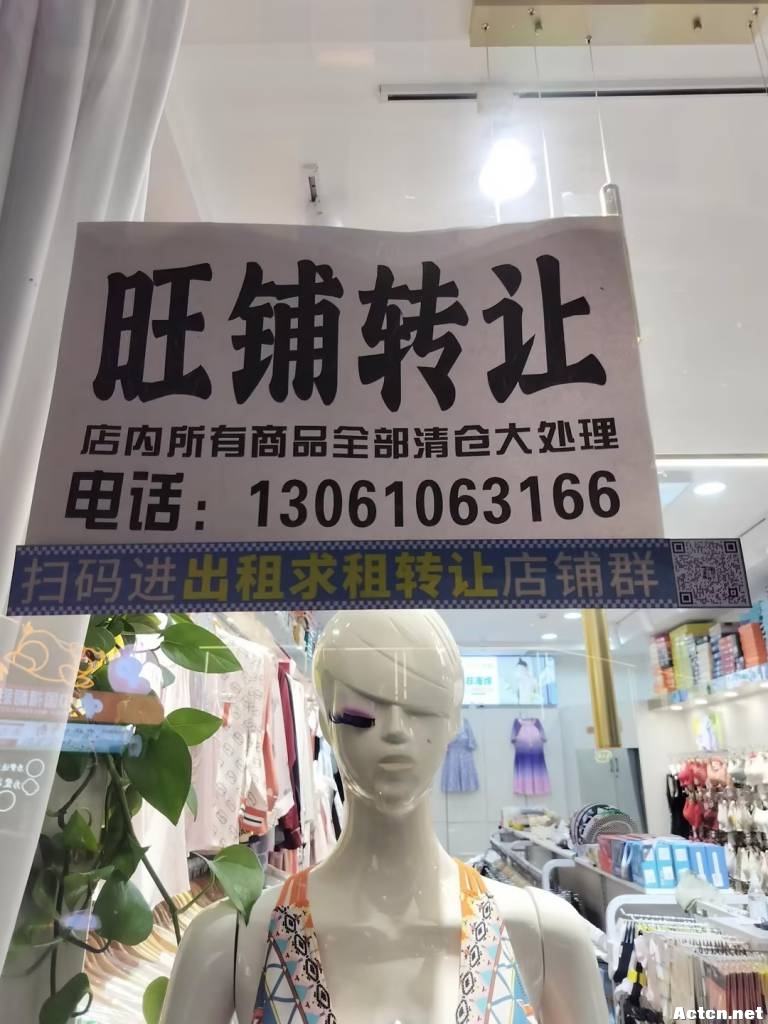 旺铺转让
店内所有商品全部清仓大处理
电话：13061063166
扫码进出租求租转让店铺群
Actcn.net